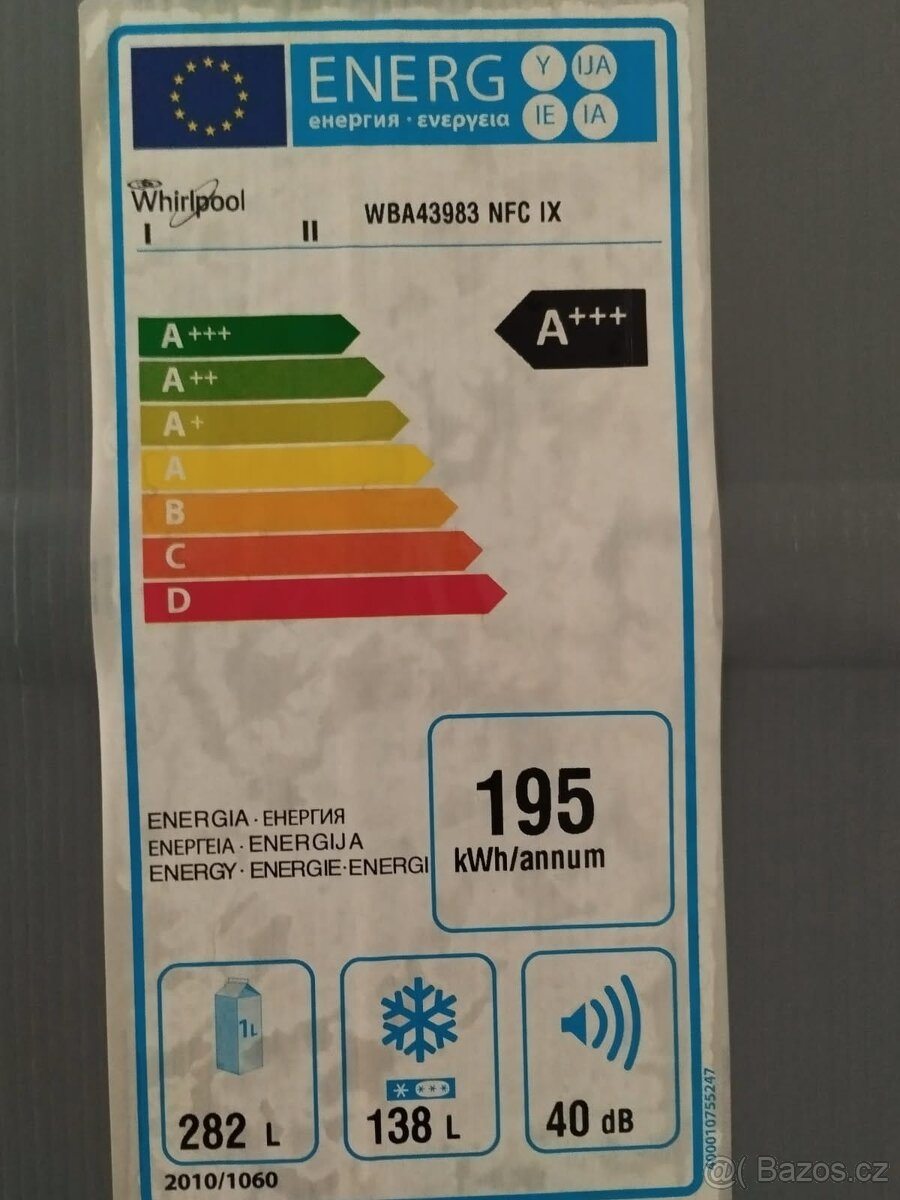 ENERG Y IJA
IE IA
енергия · ενεργεια
Whirlpool
I II
WBA43983 NFC IX
A+++
A+++
A++
A+
A
B
C
D
195
kWh/annum
ENERGIA · ЕНЕРГИЯ
ΕΝΕΡΓΕΙΑ · ENERGIJA
ENERGY · ENERGIE · ENERGI
1L
282 L
138 L
40 dB
2010/1060
Bazos.cz